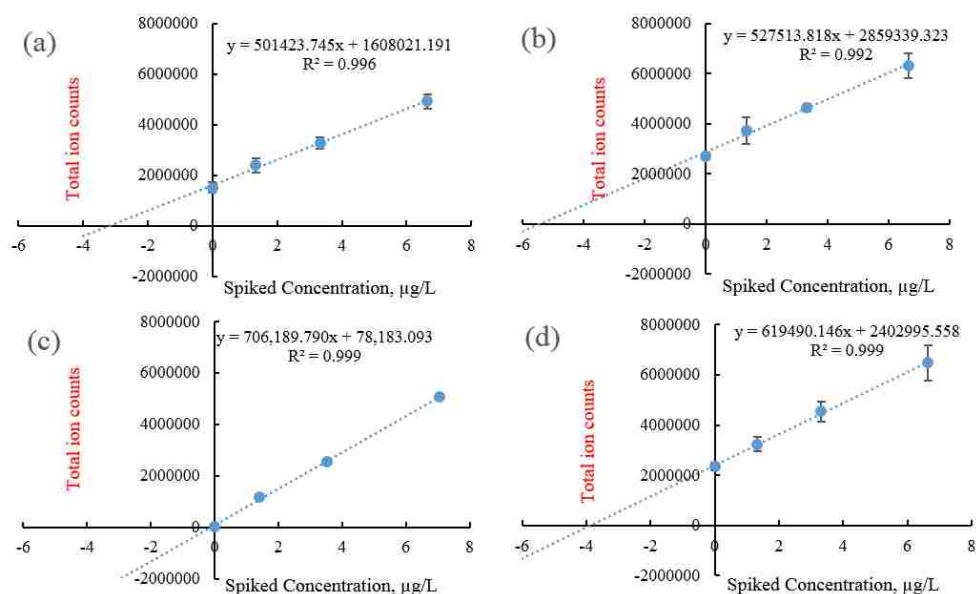 (a)
y = 501423.745x + 1608021.191
R² = 0.996
Total ion counts
8000000
6000000
4000000
2000000
0
-2000000
-6 -4 -2 0 2 4 6 8
Spiked Concentration, µg/L
(b)
y = 527513.818x + 2859339.323
R² = 0.992
Total ion counts
8000000
6000000
4000000
2000000
0
-2000000
-6 -4 -2 0 2 4 6 8
Spiked Concentration, µg/L
(c)
y = 706,189.790x + 78,183.093
R² = 0.999
Total ion counts
8000000
6000000
4000000
2000000
0
-2000000
-6 -4 -2 0 2 4 6 8
Spiked Concentration, µg/L
(d)
y = 619490.146x + 2402995.558
R² = 0.999
Total ion counts
8000000
6000000
4000000
2000000
0
-2000000
-6 -4 -2 0 2 4 6 8
Spiked Concentration, µg/L